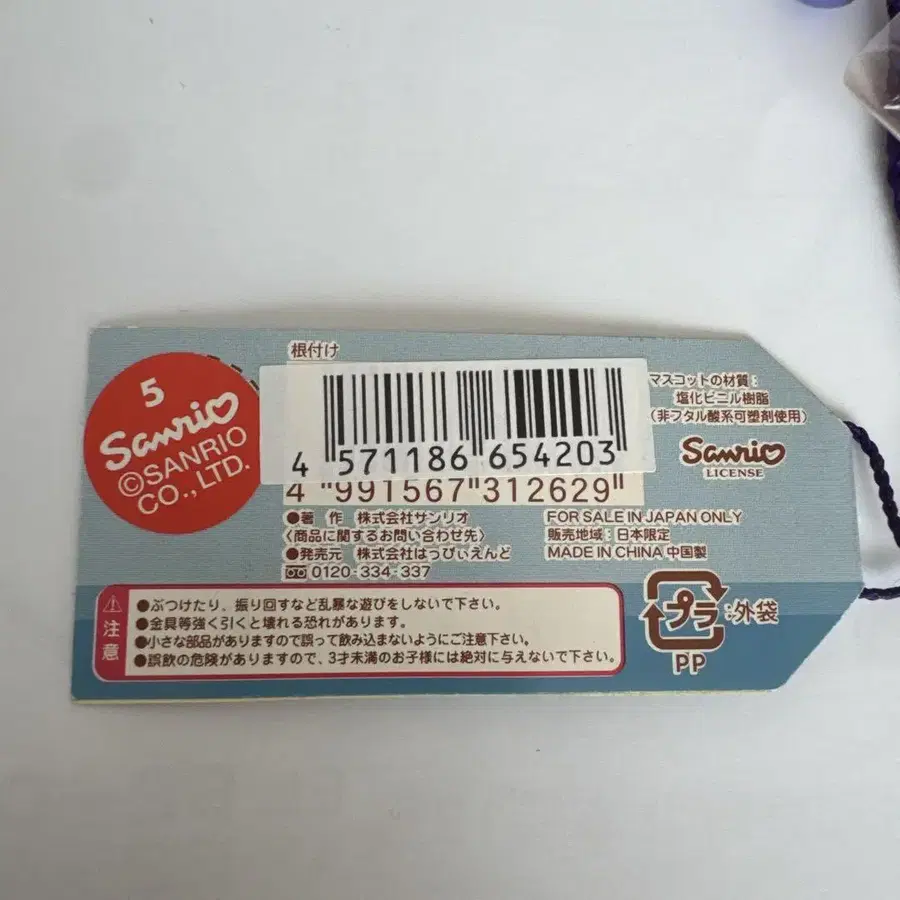 根付け
5
Sanrio
©SANRIO
CO., LTD.
4 571186 654203
4 991567 312629
マスコットの材質：
塩化ビニル樹脂
（非フタル酸系可塑剤使用）
Sanrio
LICENSE
●著　作　株式会社サンリオ
〈商品に関するお問い合わせ先〉
●発売元　株式会社はっぴぃえんど
0120-334-337
FOR SALE IN JAPAN ONLY
販売地域：日本限定
MADE IN CHINA 中国製
注意
●ぶつけたり、振り回すなど乱暴な遊びをしないで下さい。
●金具等強く引くと壊れる恐れがあります。
●小さな部品がありますので誤って飲み込まないようにご注意下さい。
●誤飲の危険がありますので、3才未満のお子様には絶対に与えないで下さい。
プラ：外袋
PP